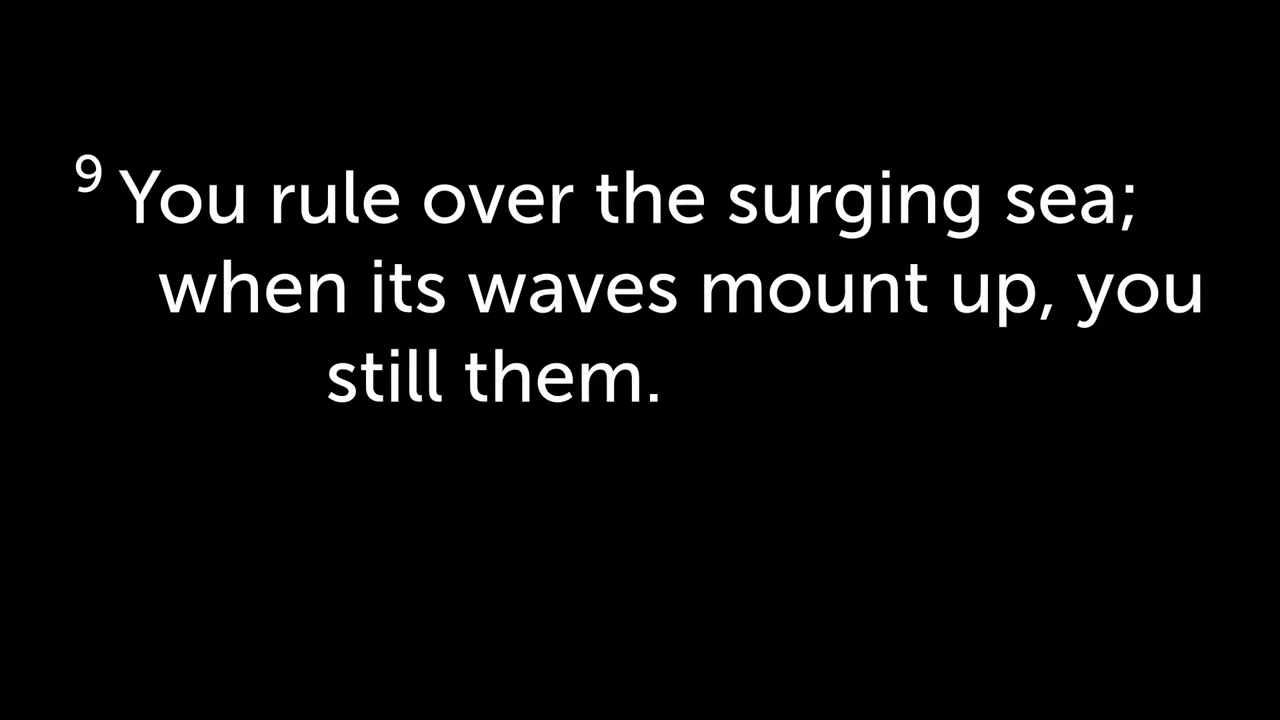 9 You rule over the surging sea;
when its waves mount up, you
still them.